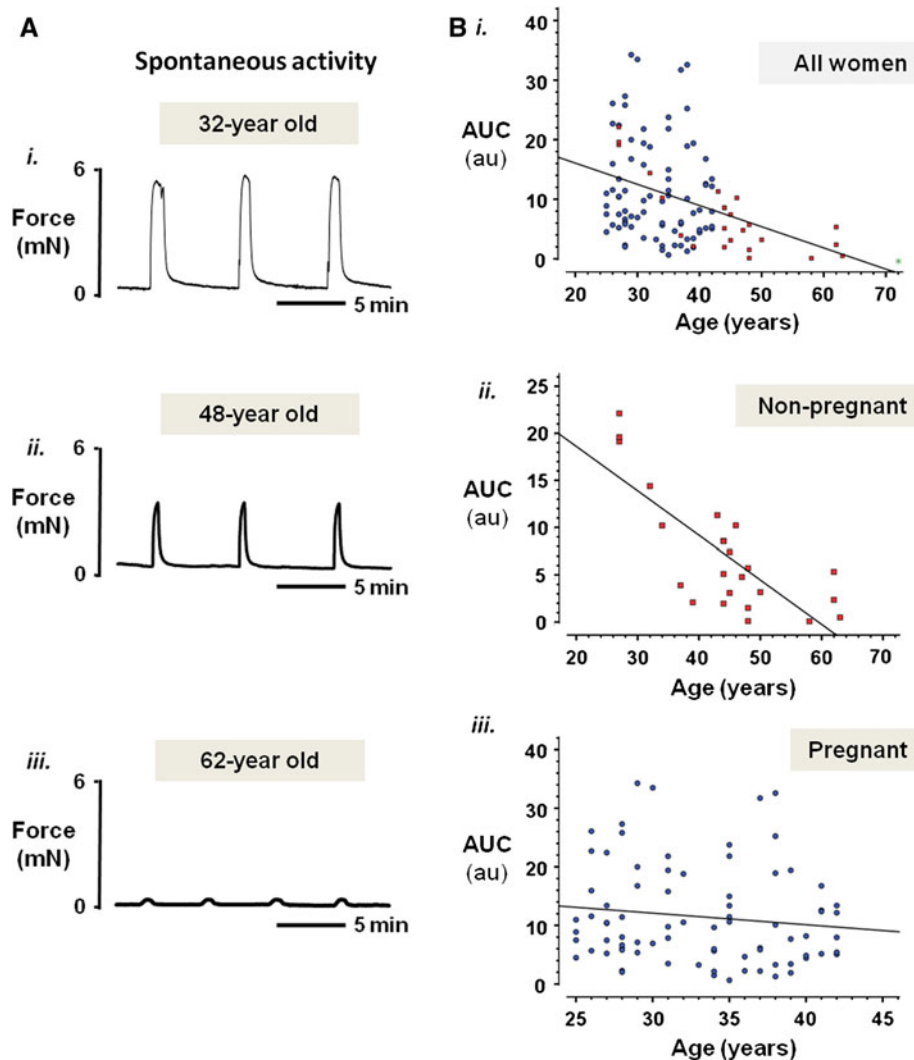 A
Spontaneous activity
32-year old
i.
6
Force
(mN)
0
5 min
48-year old
ii.
6
Force
(mN)
0
5 min
62-year old
iii.
6
Force
(mN)
0
5 min
B i.
All women
40
30
AUC
(au)
20
10
0
20 30 40 50 60 70
Age (years)
ii.
Non-pregnant
25
20
AUC
(au)
15
10
5
0
20 30 40 50 60 70
Age (years)
iii.
Pregnant
40
30
AUC
(au)
20
10
0
25 30 35 40 45
Age (years)